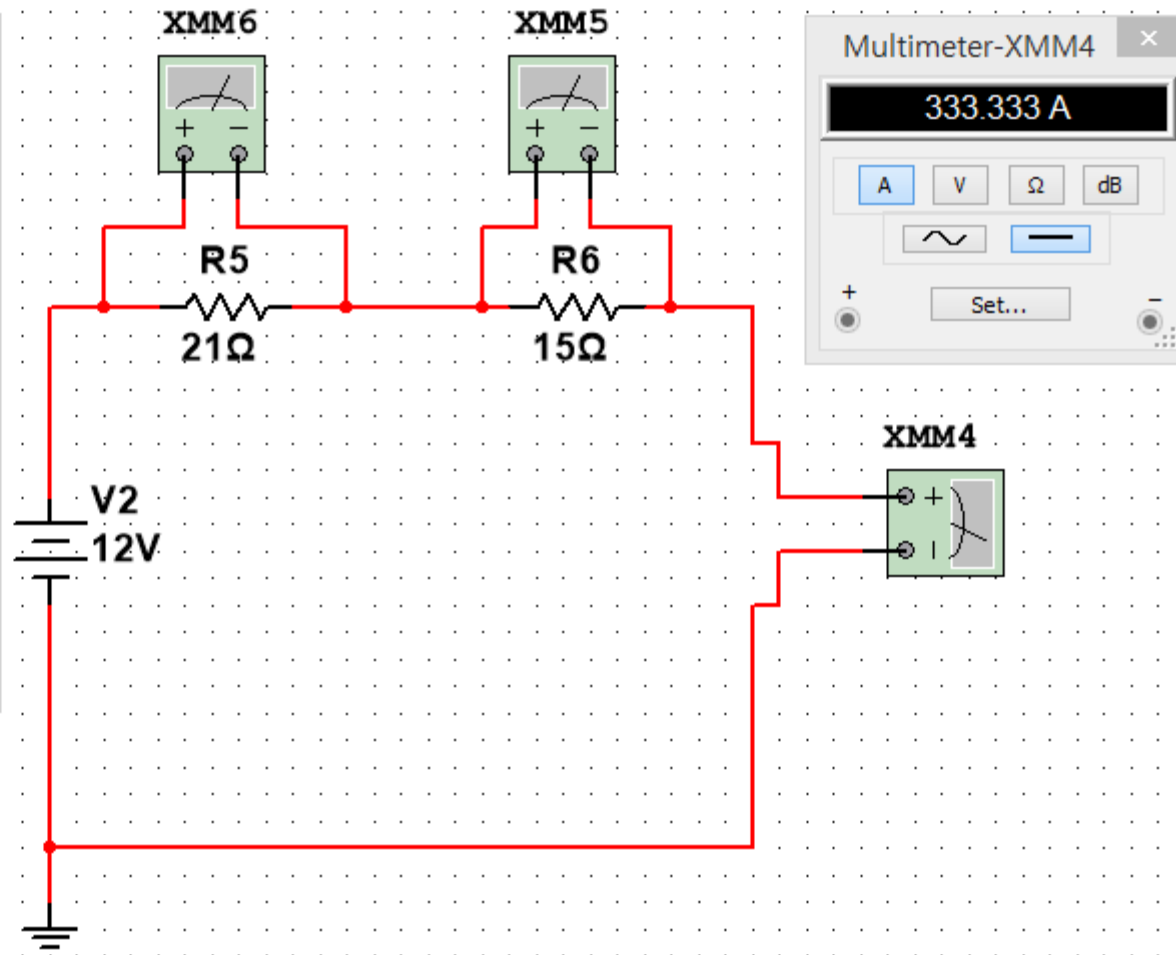 XMM6
XMM5
Multimeter-XMM4
×
333.333 A
+ −
+ −
A V Ω dB
R5
R6
21Ω
15Ω
+
Set...
−
XMM4
+
−
V2
12V